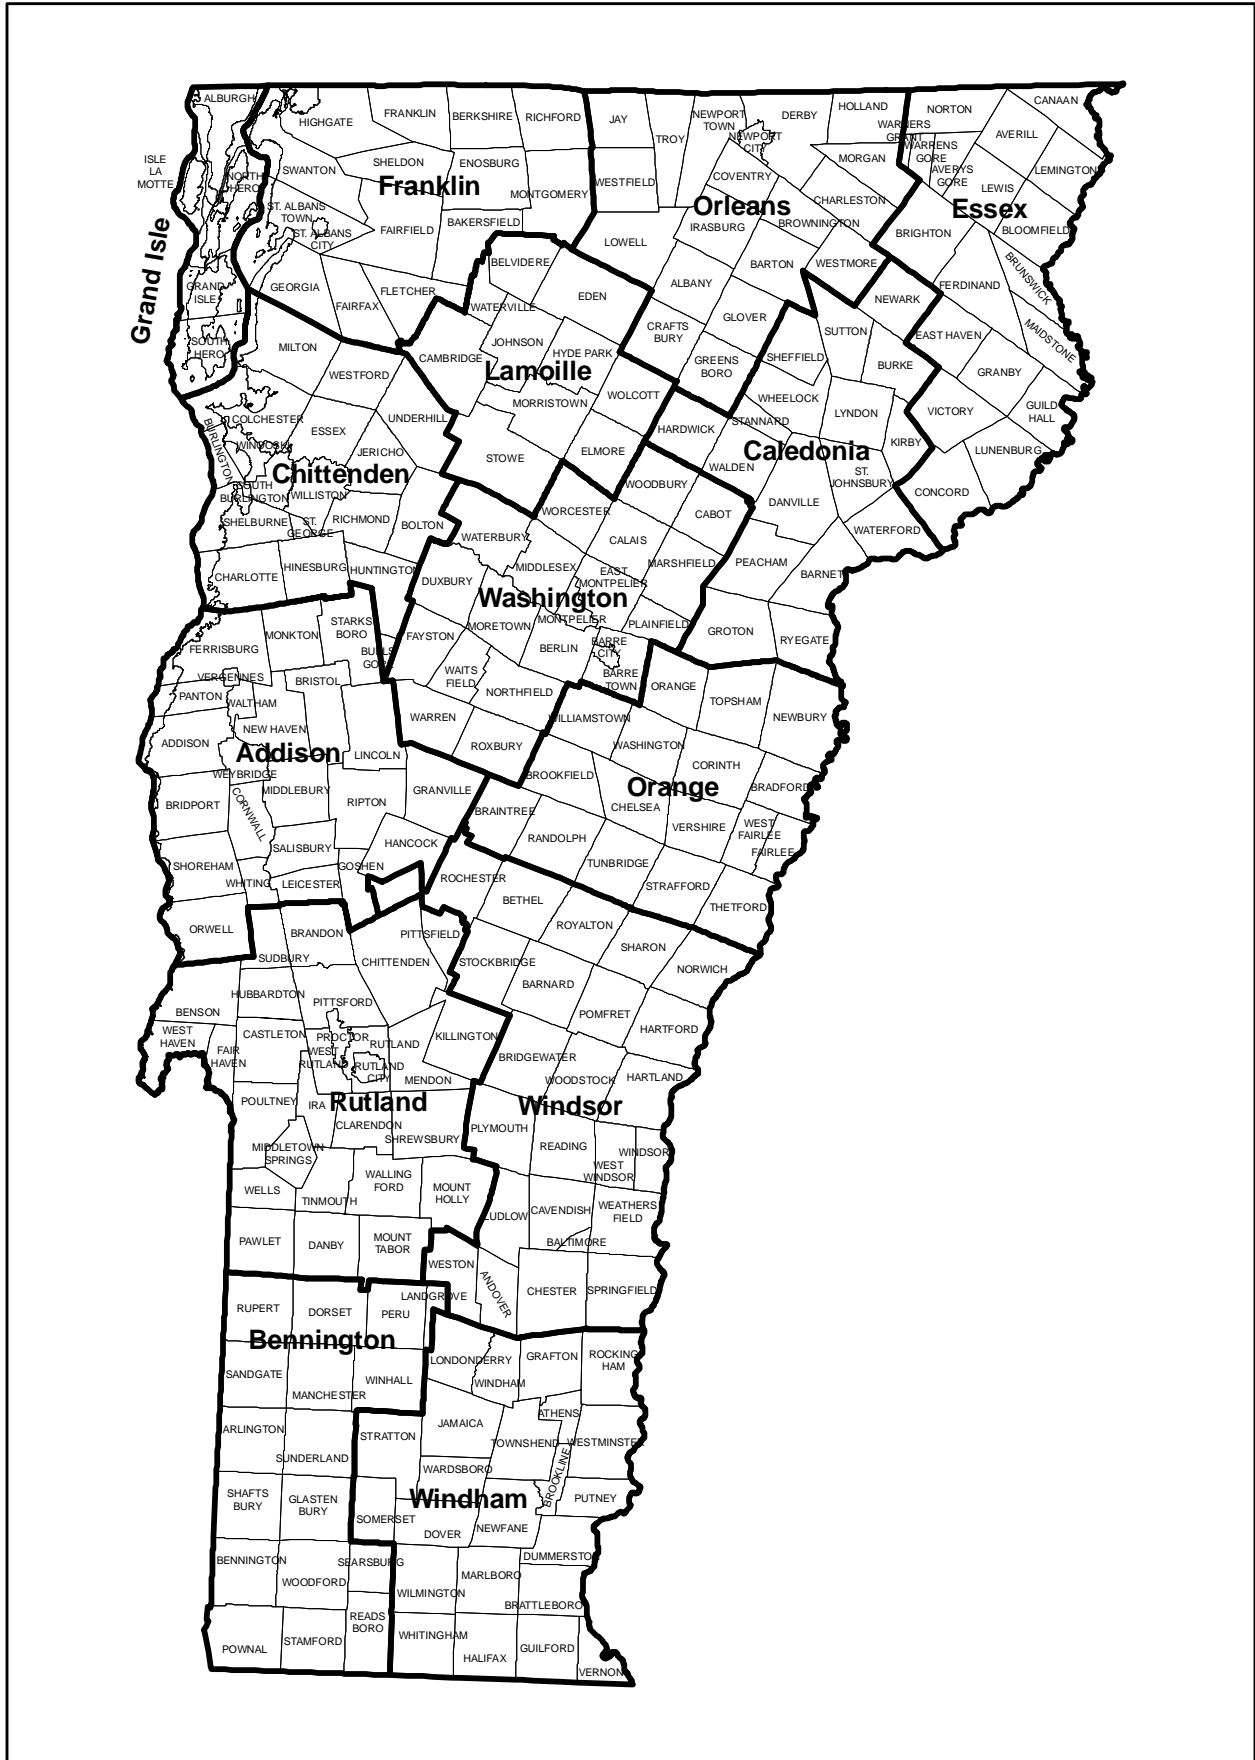 ALBURGH
HIGHGATE
FRANKLIN
BERKSHIRE
RICHFORD
JAY
TROY
NEWPORT
TOWN
NEWPORT
CITY
DERBY
HOLLAND
NORTON
CANAAN
WARNERS
GRANT
WARRENS
GORE
AVERILL
MORGAN
AVERYS
GORE
LEMINGTON
LEWIS
ISLE
LA
MOTTE
NORTH
HERO
SWANTON
SHELDON
ENOSBURG
Franklin
MONTGOMERY
WESTFIELD
COVENTRY
CHARLESTON
Orleans
Essex
ST. ALBANS
TOWN
ST. ALBANS
CITY
FAIRFIELD
BAKERSFIELD
LOWELL
IRASBURG
BROWNINGTON
BRIGHTON
BLOOMFIELD
Grand Isle
GRAND
ISLE
GEORGIA
FAIRFAX
FLETCHER
BELVIDERE
WATERVILLE
EDEN
ALBANY
BARTON
WESTMORE
NEWARK
FERDINAND
BRUNSWICK
SOUTH
HERO
MILTON
WESTFORD
CAMBRIDGE
JOHNSON
HYDE PARK
Lamoille
CRAFTS
BURY
GLOVER
GREENS
BORO
SHEFFIELD
SUTTON
BURKE
EAST HAVEN
GRANBY
MAIDSTONE
COLCHESTER
BURLINGTON
WINOOSKI
ESSEX
UNDERHILL
JERICHO
MORRISTOWN
WOLCOTT
STOWE
ELMORE
HARDWICK
WHEELOCK
STANNARD
LYNDON
KIRBY
VICTORY
GUILD
HALL
LUNENBURG
Chittenden
SOUTH
BURLINGTON
WILLISTON
WALDEN
Caledonia
ST.
JOHNSBURY
CONCORD
SHELBURNE
ST.
GEORGE
RICHMOND
BOLTON
WATERBURY
WORCESTER
WOODBURY
CABOT
DANVILLE
WATERFORD
CHARLOTTE
HINESBURG
HUNTINGTON
DUXBURY
MIDDLESEX
CALAIS
EAST
MONTPELIER
MARSHFIELD
PEACHAM
BARNET
Washington
FERRISBURG
MONKTON
STARKS
BORO
BUELS
GORE
FAYSTON
MORETOWN
MONTPELIER
BERLIN
BARRE
CITY
BARRE
TOWN
PLAINFIELD
GROTON
RYEGATE
VERGENNES
PANTON
WALTHAM
BRISTOL
WAITS
FIELD
NORTHFIELD
ORANGE
TOPSHAM
NEWBURY
ADDISON
NEW HAVEN
LINCOLN
WARREN
ROXBURY
WILLIAMSTOWN
WASHINGTON
CORINTH
Addison
WEYBRIDGE
MIDDLEBURY
RIPTON
GRANVILLE
BROOKFIELD
Orange
BRADFORD
BRIDPORT
CORNWALL
BRAINTREE
CHELSEA
VERSHIRE
WEST
FAIRLEE
FAIRLEE
SALISBURY
HANCOCK
RANDOLPH
TUNBRIDGE
SHOREHAM
WHITING
LEICESTER
GOSHEN
ROCHESTER
BETHEL
STRAFFORD
THETFORD
ORWELL
BRANDON
SUDBURY
PITTSFIELD
CHITTENDEN
STOCKBRIDGE
ROYALTON
SHARON
NORWICH
HUBBARDTON
PITTSFORD
BENSON
BARNARD
POMFRET
HARTFORD
WEST
HAVEN
FAIR
HAVEN
CASTLETON
PROCTOR
WEST
RUTLAND
RUTLAND
RUTLAND
CITY
KILLINGTON
MENDON
BRIDGEWATER
WOODSTOCK
HARTLAND
POULTNEY
IRA
Rutland
CLARENDON
SHREWSBURY
Windsor
PLYMOUTH
READING
WEST
WINDSOR
WINDSOR
MIDDLETOWN
SPRINGS
WELLS
TINMOUTH
WALLING
FORD
MOUNT
HOLLY
LUDLOW
CAVENDISH
WEATHERS
FIELD
BALTIMORE
PAWLET
DANBY
MOUNT
TABOR
WESTON
ANDOVER
CHESTER
SPRINGFIELD
RUPERT
DORSET
PERU
LANDGROVE
Bennington
LONDONDERRY
WINDHAM
GRAFTON
ROCKING
HAM
SANDGATE
MANCHESTER
WINHALL
ARLINGTON
SUNDERLAND
STRATTON
JAMAICA
ATHENS
TOWNSHEND
WESTMINSTER
WARDSBORO
BROOKLINE
SHAFTS
BURY
GLASTEN
BURY
SOMERSET
Windham
DOVER
NEWFANE
PUTNEY
BENNINGTON
WOODFORD
SEARSBURG
WILMINGTON
MARLBORO
DUMMERSTON
BRATTLEBORO
POWNAL
STAMFORD
READS
BORO
WHITINGHAM
HALIFAX
GUILFORD
VERNON